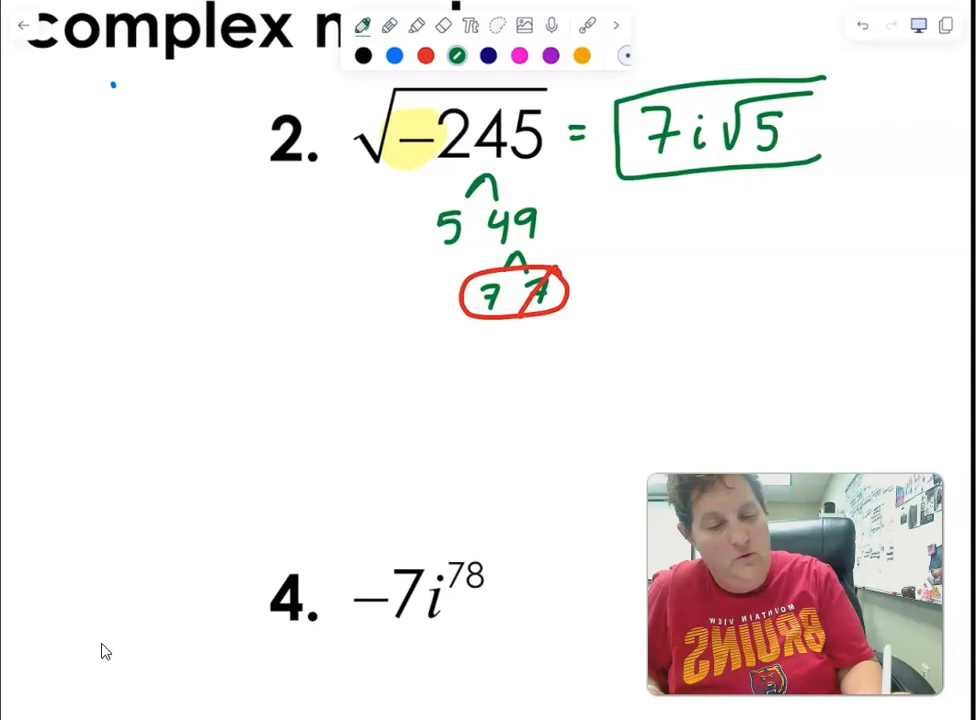 complex n
2. √−245 = 7i√5
5 49
7 7
4. −7i^78
MOUNTAIN VIEW
BRUINS